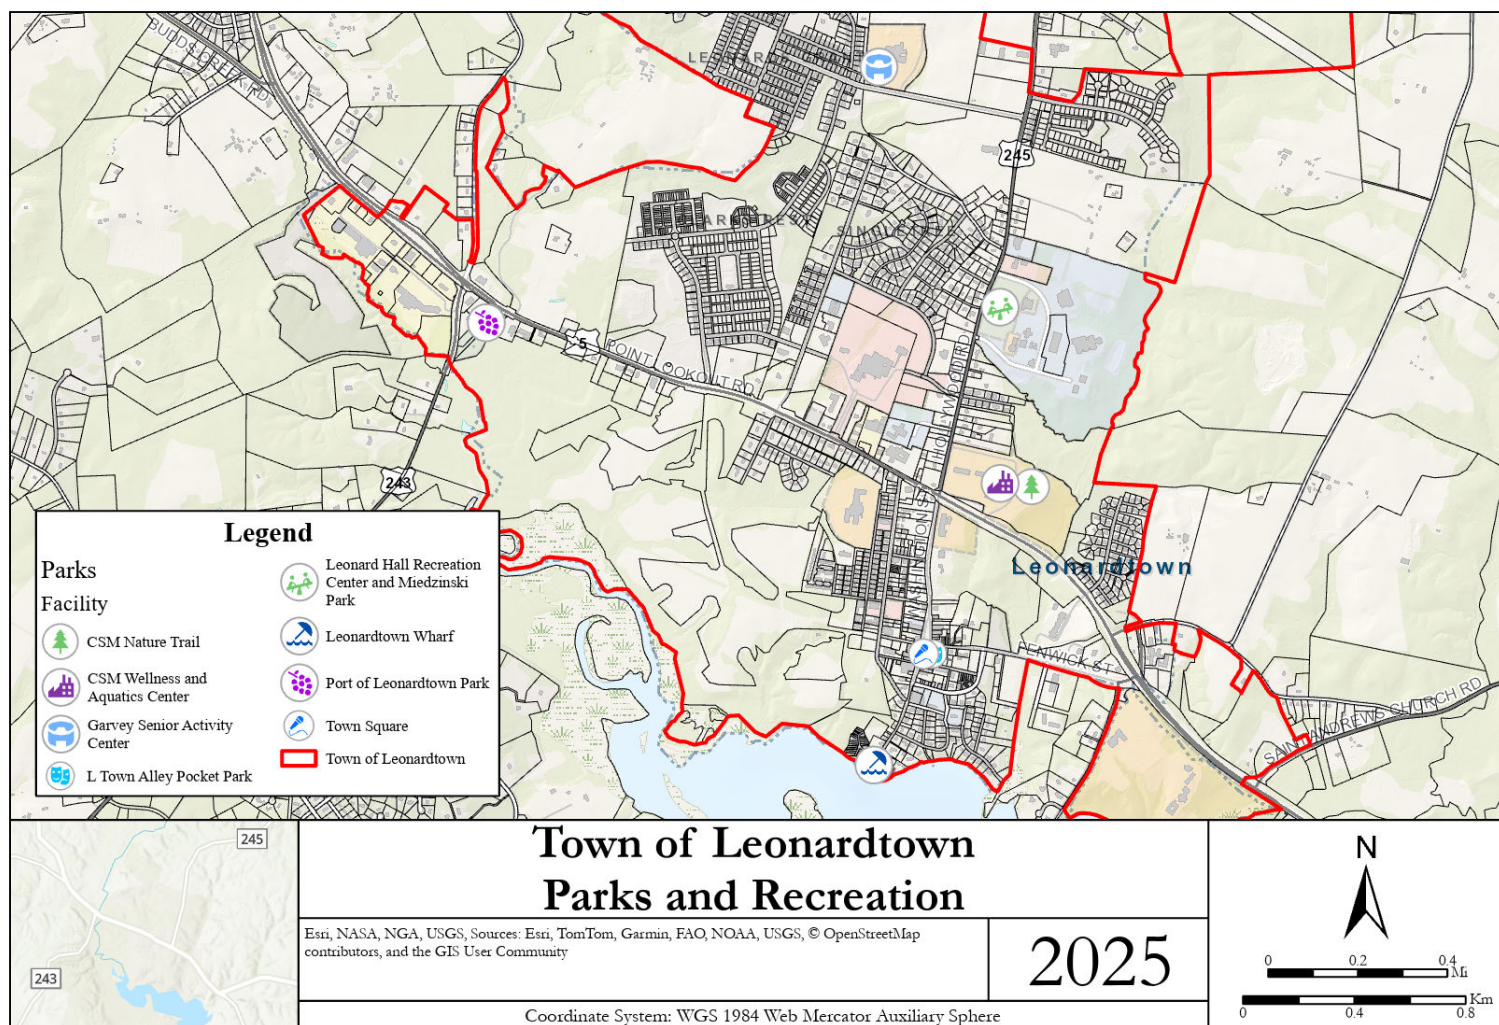 BUDDS CREEK RD
245
5
POINT LOOKOUT RD
243
WASHINGTON ST
Leonardtown
FENWICK ST
SAINT ANDREWS CHURCH RD
SINGLETREE
Legend
Parks
Facility
CSM Nature Trail
CSM Wellness and
Aquatics Center
Garvey Senior Activity
Center
L Town Alley Pocket Park
Leonard Hall Recreation
Center and Miedzinski
Park
Leonardtown Wharf
Port of Leonardtown Park
Town Square
Town of Leonardtown
245
243
Town of Leonardtown
Parks and Recreation
Esri, NASA, NGA, USGS, Sources: Esri, TomTom, Garmin, FAO, NOAA, USGS, © OpenStreetMap
contributors, and the GIS User Community
2025
Coordinate System: WGS 1984 Web Mercator Auxiliary Sphere
N
0 0.2 0.4
Mi
Km
0 0.4 0.8